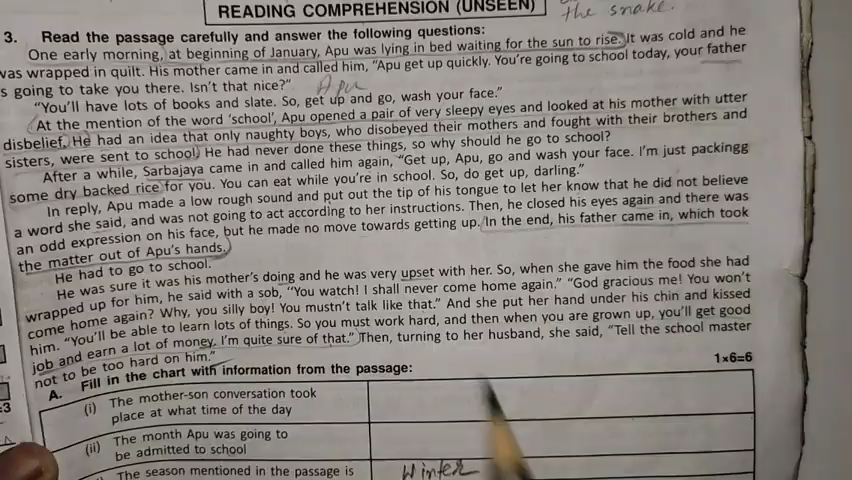 the snake.
READING COMPREHENSION (UNSEEN)
3. Read the passage carefully and answer the following questions:
One early morning, at beginning of January, Apu was lying in bed waiting for the sun to rise. It was cold and he
was wrapped in quilt. His mother came in and called him, “Apu get up quickly. You're going to school today, your father
s going to take you there. Isn't that nice?”
Apu
“You'll have lots of books and slate. So, get up and go, wash your face.”
At the mention of the word ‘school’, Apu opened a pair of very sleepy eyes and looked at his mother with utter
disbelief. He had an idea that only naughty boys, who disobeyed their mothers and fought with their brothers and
sisters, were sent to school. He had never done these things, so why should he go to school?
After a while, Sarbajaya came in and called him again, “Get up, Apu, go and wash your face. I'm just packingg
some dry backed rice for you. You can eat while you're in school. So, do get up, darling.”
In reply, Apu made a low rough sound and put out the tip of his tongue to let her know that he did not believe
a word she said, and was not going to act according to her instructions. Then, he closed his eyes again and there was
an odd expression on his face, but he made no move towards getting up. In the end, his father came in, which took
the matter out of Apu's hands.
He had to go to school.
He was sure it was his mother's doing and he was very upset with her. So, when she gave him the food she had
wrapped up for him, he said with a sob, “You watch! I shall never come home again.” “God gracious me! You won't
come home again? Why, you silly boy! You mustn't talk like that.” And she put her hand under his chin and kissed
him. “You'll be able to learn lots of things. So you must work hard, and then when you are grown up, you'll get good
job and earn a lot of money. I'm quite sure of that.” Then, turning to her husband, she said, “Tell the school master
not to be too hard on him.”
1×6=6
A. Fill in the chart with information from the passage:
(i) The mother-son conversation took
place at what time of the day
(ii) The month Apu was going to
be admitted to school
The season mentioned in the passage is
Winter
=3